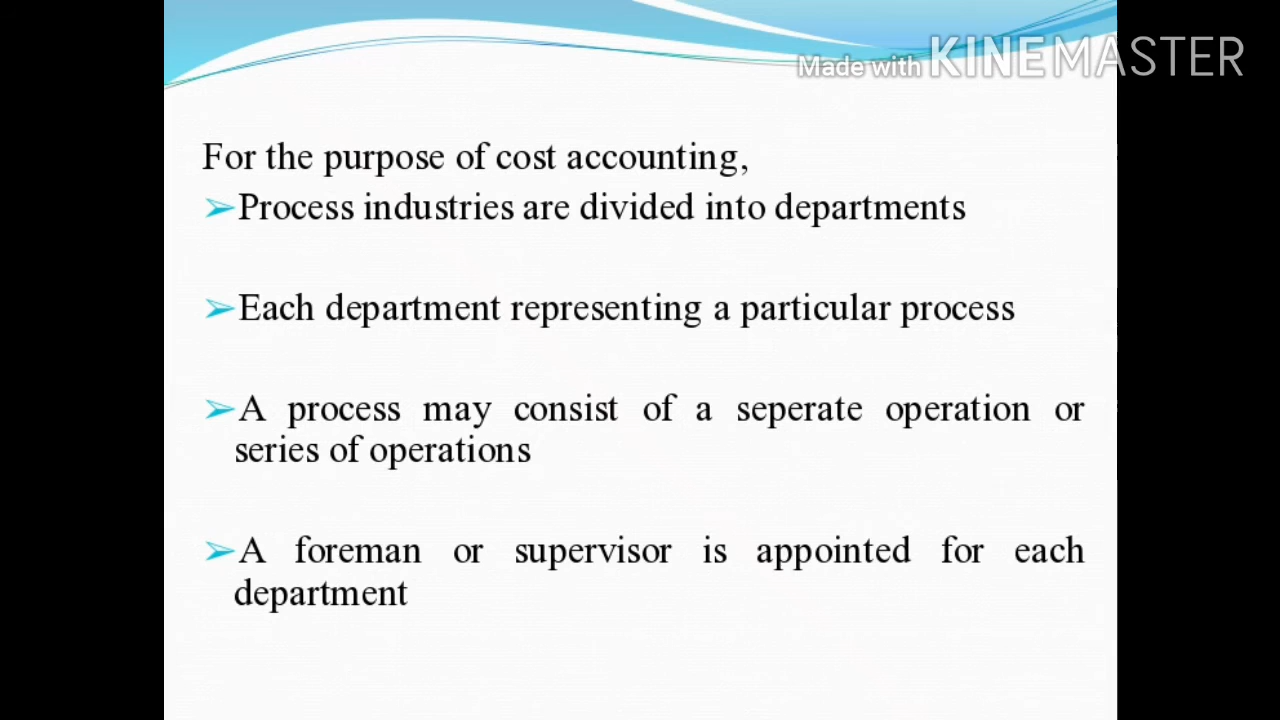 Made with KINEMASTER
For the purpose of cost accounting,
➢Process industries are divided into departments
➢Each department representing a particular process
➢A process may consist of a seperate operation or
series of operations
➢A foreman or supervisor is appointed for each
department